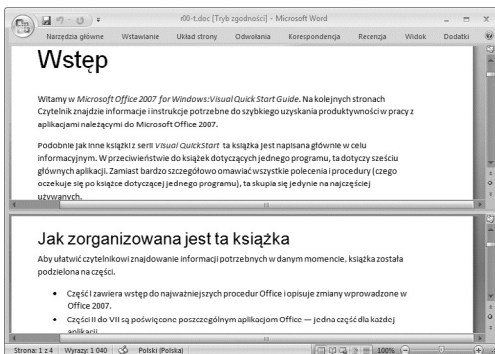 r00-t.doc [Tryb zgodności] - Microsoft Word
Narzędzia główne Wstawianie Układ strony Odwołania Korespondencja Recenzja Widok Dodatki
Wstęp
Witamy w Microsoft Office 2007 for Windows:Visual Quick Start Guide. Na kolejnych stronach
Czytelnik znajdzie informacje i instrukcje potrzebne do szybkiego uzyskania produktywności w pracy z
aplikacjami należącymi do Microsoft Office 2007.
Podobnie jak inne książki z serii Visual QuickStart ta książka jest napisana głównie w celu
informacyjnym. W przeciwieństwie do książek dotyczących jednego programu, ta dotyczy sześciu
głównych aplikacji. Zamiast bardzo szczegółowo omawiać wszystkie polecenia i procedury (czego
oczekuje się po książce dotyczącej jednego programu), ta skupia się jedynie na najczęściej
używanych.
Jak zorganizowana jest ta książka
Aby ułatwić czytelnikowi znajdowanie informacji potrzebnych w danym momencie, książka została
podzielona na części.
• Część I zawiera wstęp do najważniejszych procedur Office i opisuje zmiany wprowadzone w
Office 2007.
• Części II do VII są poświęcone poszczególnym aplikacjom Office — jedna część dla każdej
aplikacji.
Strona: 1 z 4 Wyrazy: 1 040 Polski (Polska) 100%